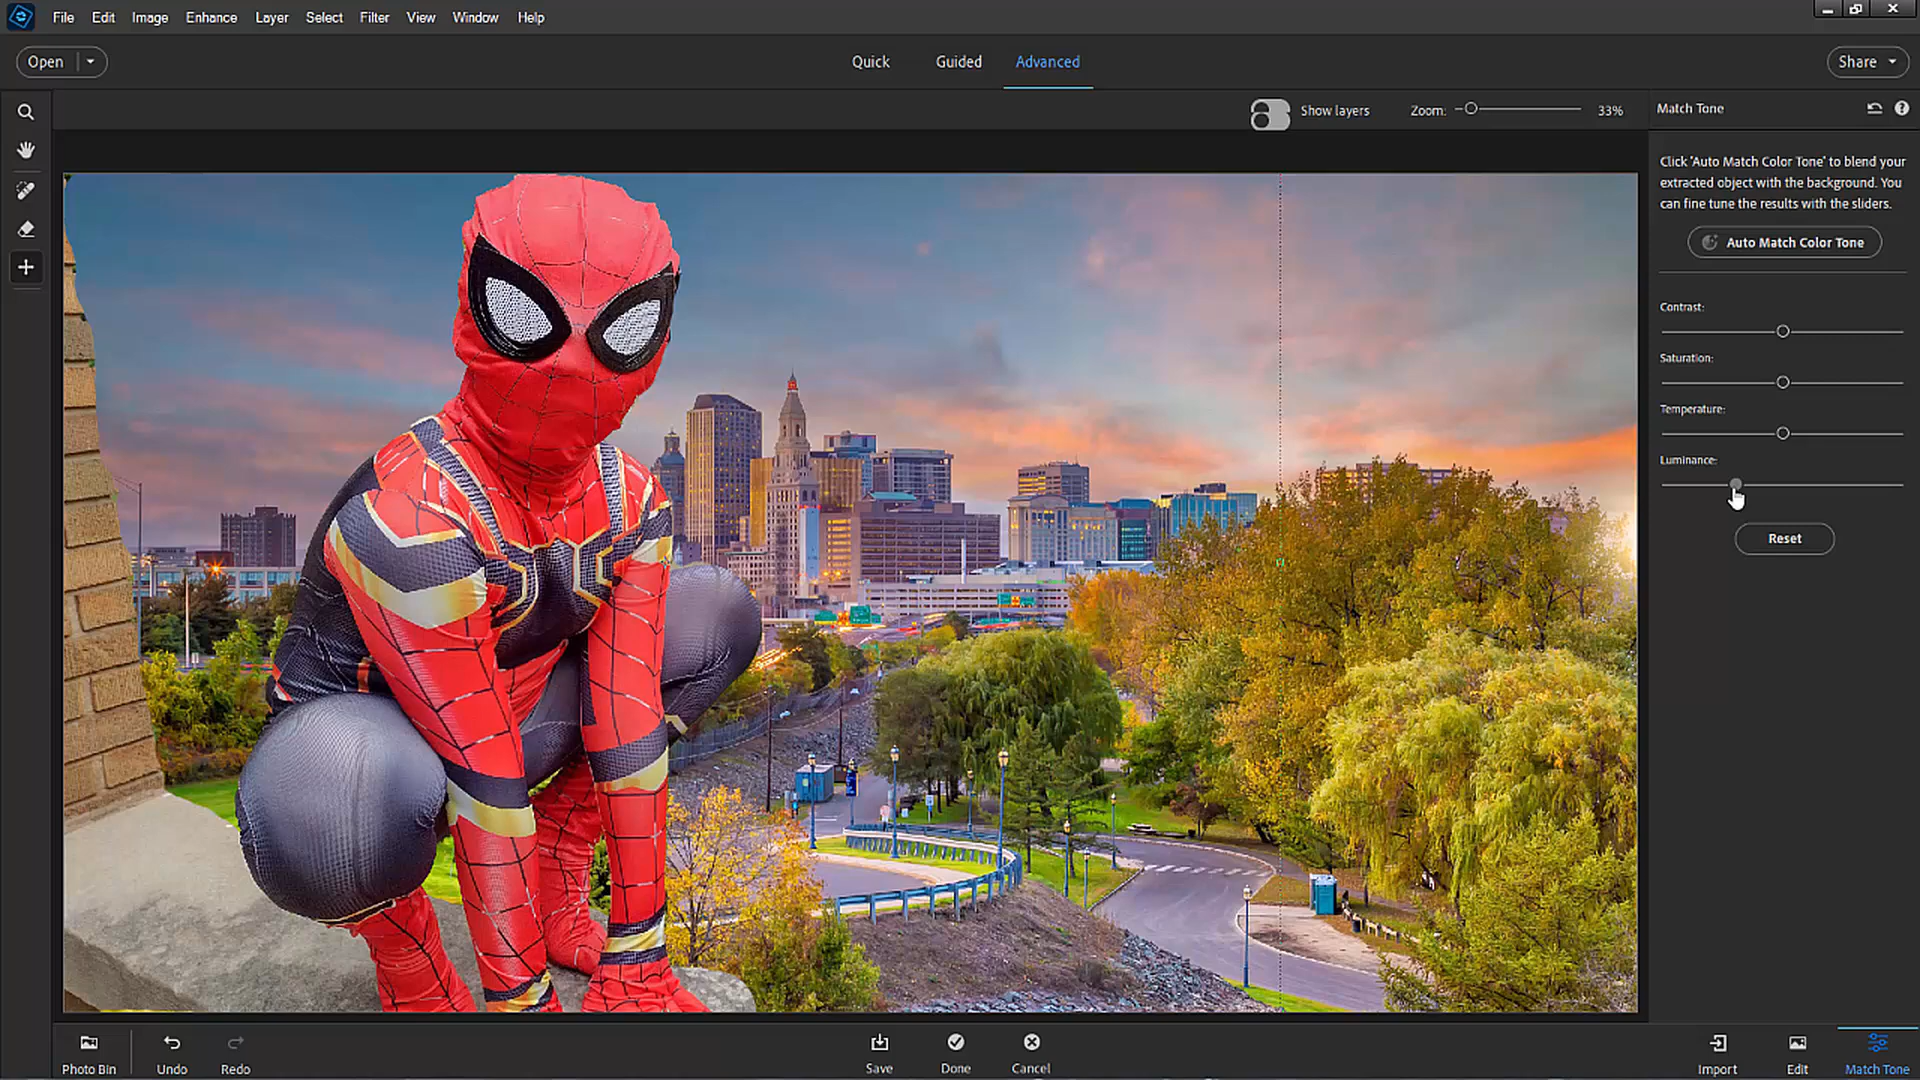 File Edit Image Enhance Layer Select Filter View Window Help
Open Quick Guided Advanced Share
Show layers Zoom: 33% Match Tone
Click 'Auto Match Color Tone' to blend your
extracted object with the background. You
can fine tune the results with the sliders.
Auto Match Color Tone
Contrast:
Saturation:
Temperature:
Luminance:
Reset
Photo Bin Undo Redo Save Done Cancel Import Edit Match Tone